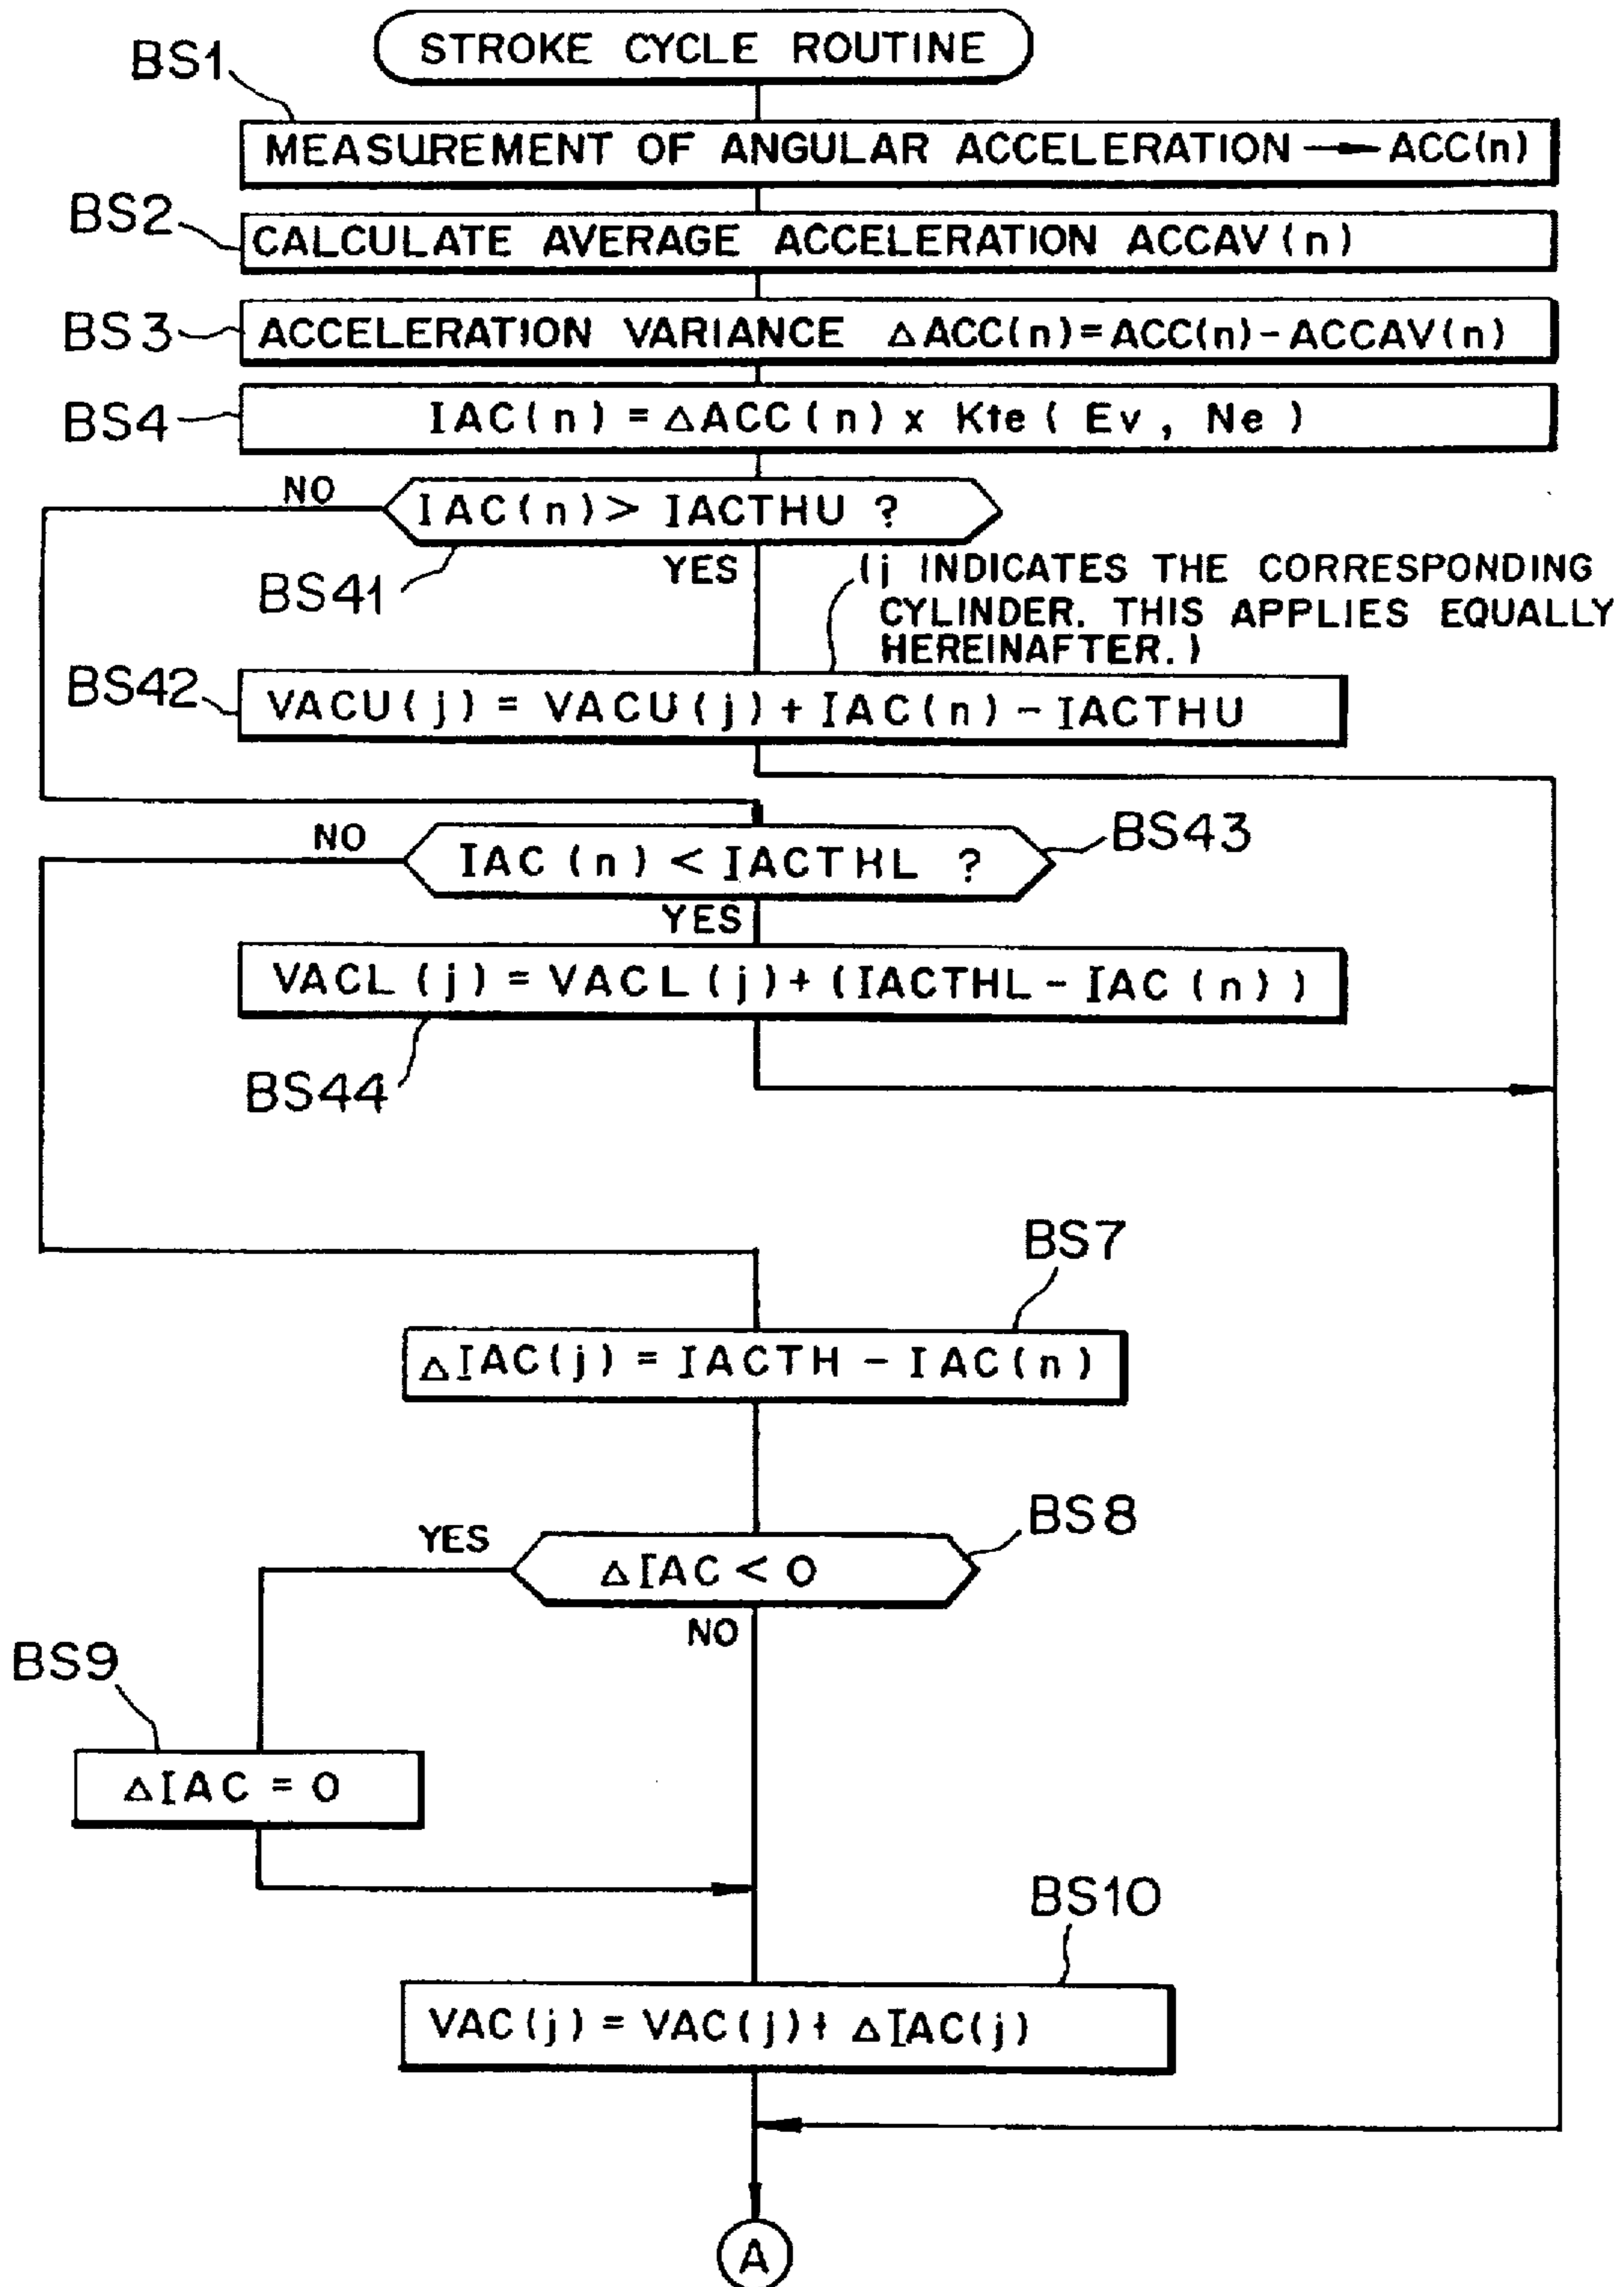 STROKE CYCLE ROUTINE
BS1
MEASUREMENT OF ANGULAR ACCELERATION → ACC(n)
BS2
CALCULATE AVERAGE ACCELERATION ACCAV(n)
BS3
ACCELERATION VARIANCE ΔACC(n)=ACC(n)-ACCAV(n)
BS4
IAC(n) = ΔACC(n) x Kte ( Ev, Ne )
NO
IAC(n) > IACTHU ?
BS41
YES
(j INDICATES THE CORRESPONDING
CYLINDER. THIS APPLIES EQUALLY
HEREINAFTER.)
BS42
VACU(j) = VACU(j) + IAC(n) - IACTHU
NO
IAC(n) < IACTHL ?
BS43
YES
VACL(j) = VACL(j) + (IACTHL - IAC(n))
BS44
BS7
ΔIAC(j) = IACTH - IAC(n)
YES
ΔIAC < 0
BS8
NO
BS9
ΔIAC = 0
BS10
VAC(j) = VAC(j) + ΔIAC(j)
A